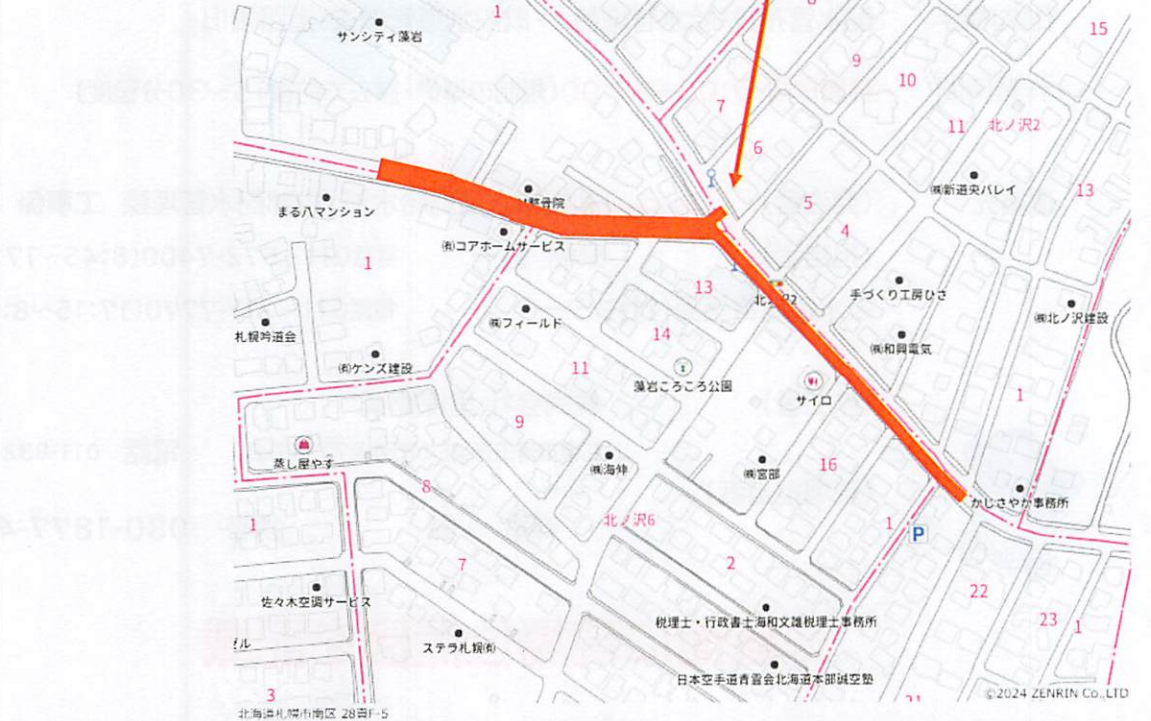 1
サンシティ藻岩
15
9
10
7
11
北ノ沢2
6
㈱新道央バレイ
13
整骨院
まる八マンション
5
4
㈲コアホームサービス
1
13
手づくり工房ひさ
㈱北ノ沢建設
㈱フィールド
札幌吟道会
14
㈱和興電気
㈲ケンズ建設
11
藻岩ころころ公園
サイロ
1
9
蒸し屋やす
㈱海伸
㈱宮部
16
8
かじさやか事務所
1
北ノ沢6
1
P
7
2
22
佐々木空調サービス
税理士・行政書士海和文雄税理士事務所
23
1
ステラ札幌㈲
日本空手道青雲会北海道本部誠空塾
3
21
©2024 ZENRIN Co.,LTD
北海道札幌市南区 28頁F-5